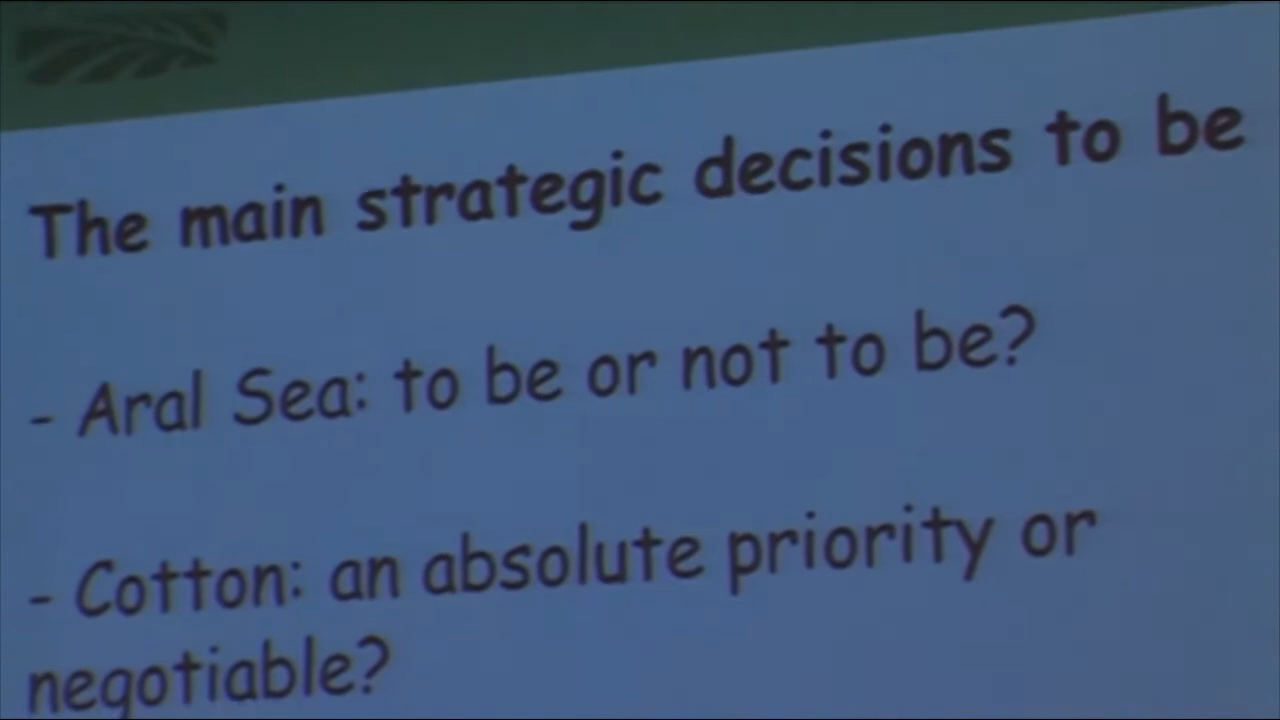 The main strategic decisions to be
- Aral Sea: to be or not to be?
- Cotton: an absolute priority or
negotiable?